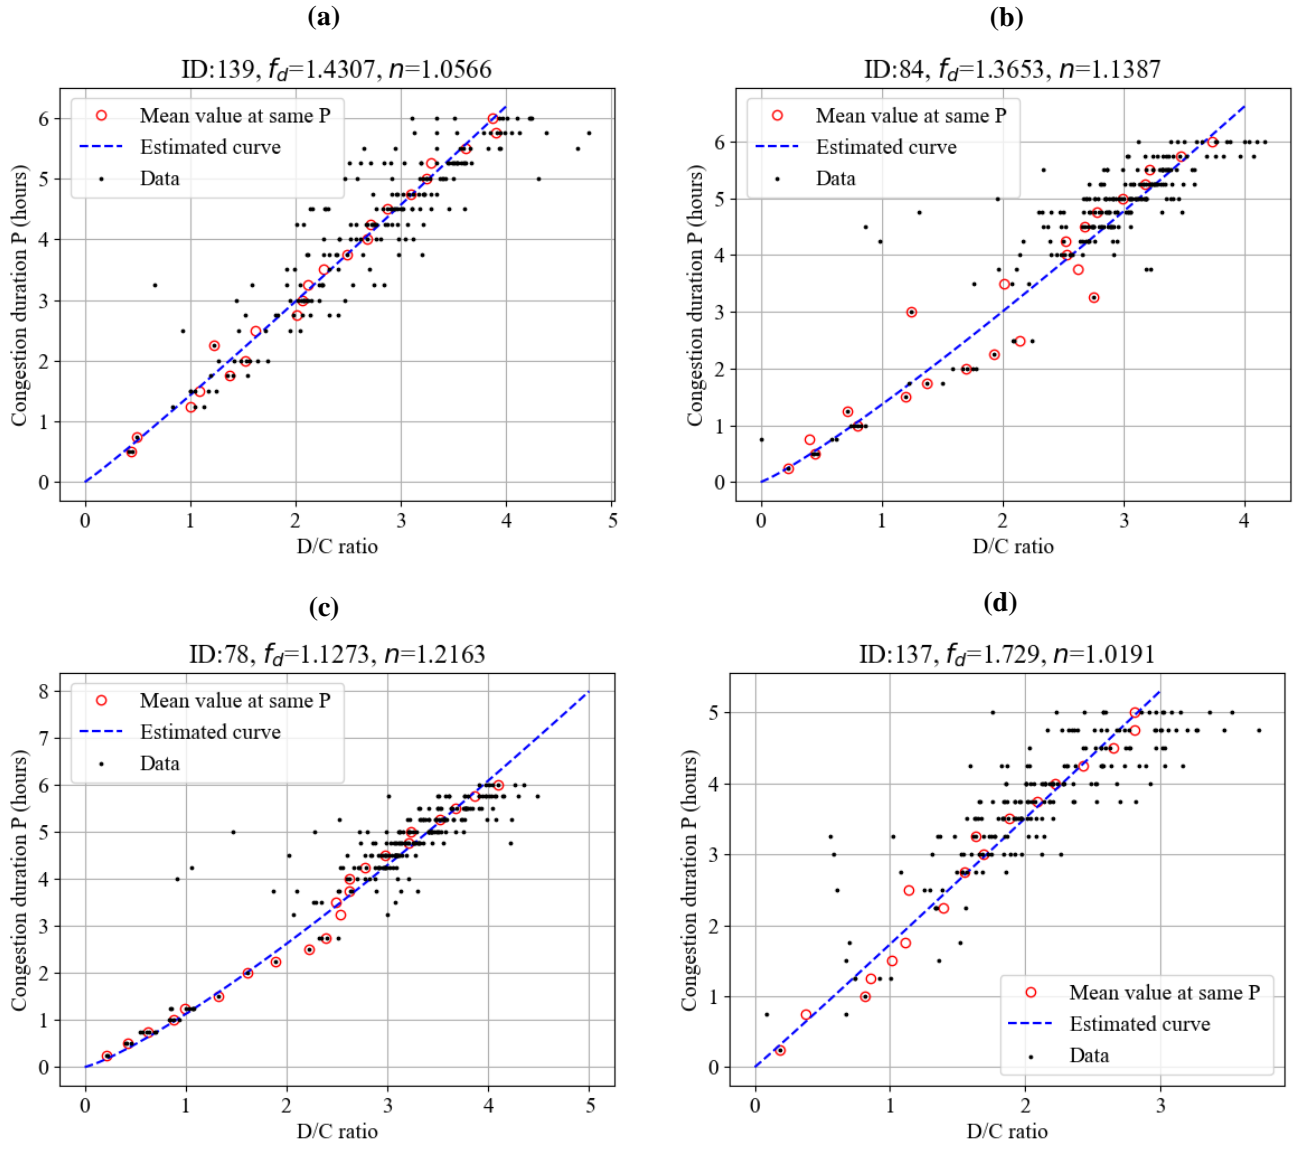 (a)
ID:139, f_d=1.4307, n=1.0566
Mean value at same P
Estimated curve
Data
Congestion duration P (hours)
6
5
4
3
2
1
0
0 1 2 3 4 5
D/C ratio
(b)
ID:84, f_d=1.3653, n=1.1387
Mean value at same P
Estimated curve
Data
Congestion duration P (hours)
6
5
4
3
2
1
0
0 1 2 3 4
D/C ratio
(c)
ID:78, f_d=1.1273, n=1.2163
Mean value at same P
Estimated curve
Data
Congestion duration P (hours)
8
7
6
5
4
3
2
1
0
0 1 2 3 4 5
D/C ratio
(d)
ID:137, f_d=1.729, n=1.0191
Congestion duration P (hours)
5
4
3
2
1
0
Mean value at same P
Estimated curve
Data
0 1 2 3
D/C ratio